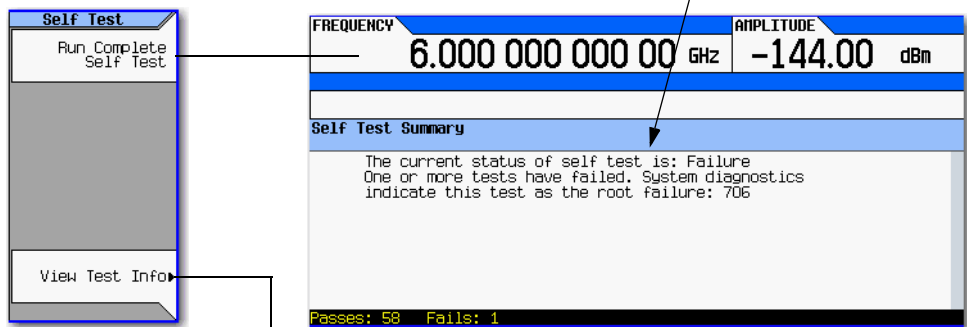 Self Test
Run Complete
Self Test
View Test Info
FREQUENCY
6.000 000 000 00 GHz
AMPLITUDE
-144.00 dBm
Self Test Summary
The current status of self test is: Failure
One or more tests have failed. System diagnostics
indicate this test as the root failure: 706
Passes: 58 Fails: 1